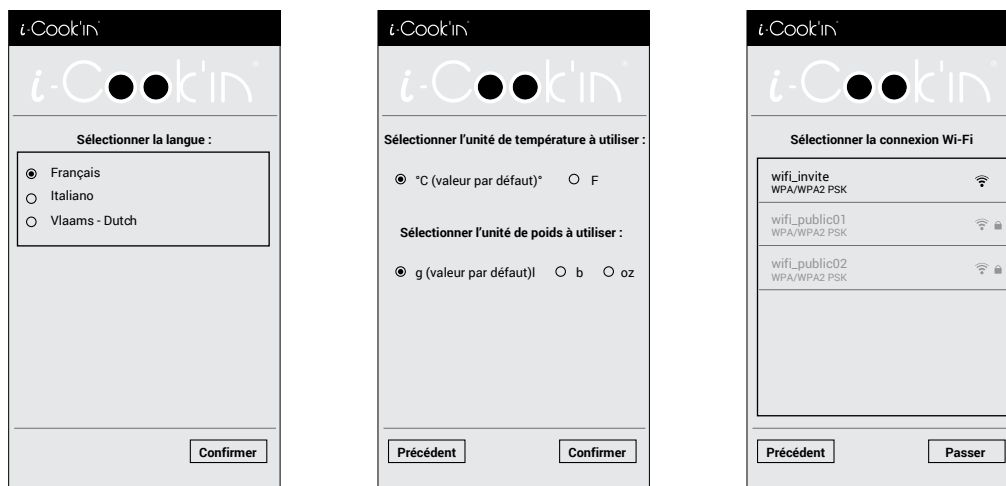 i-Cook'in
i-Cook'in®
Sélectionner la langue :
Français
Italiano
Vlaams - Dutch
Confirmer
i-Cook'in
i-Cook'in®
Sélectionner l'unité de température à utiliser :
°C (valeur par défaut)° F
Sélectionner l'unité de poids à utiliser :
g (valeur par défaut)l b oz
Précédent Confirmer
i-Cook'in
i-Cook'in®
Sélectionner la connexion Wi-Fi
wifi_invite
WPA/WPA2 PSK
wifi_public01
WPA/WPA2 PSK
wifi_public02
WPA/WPA2 PSK
Précédent Passer